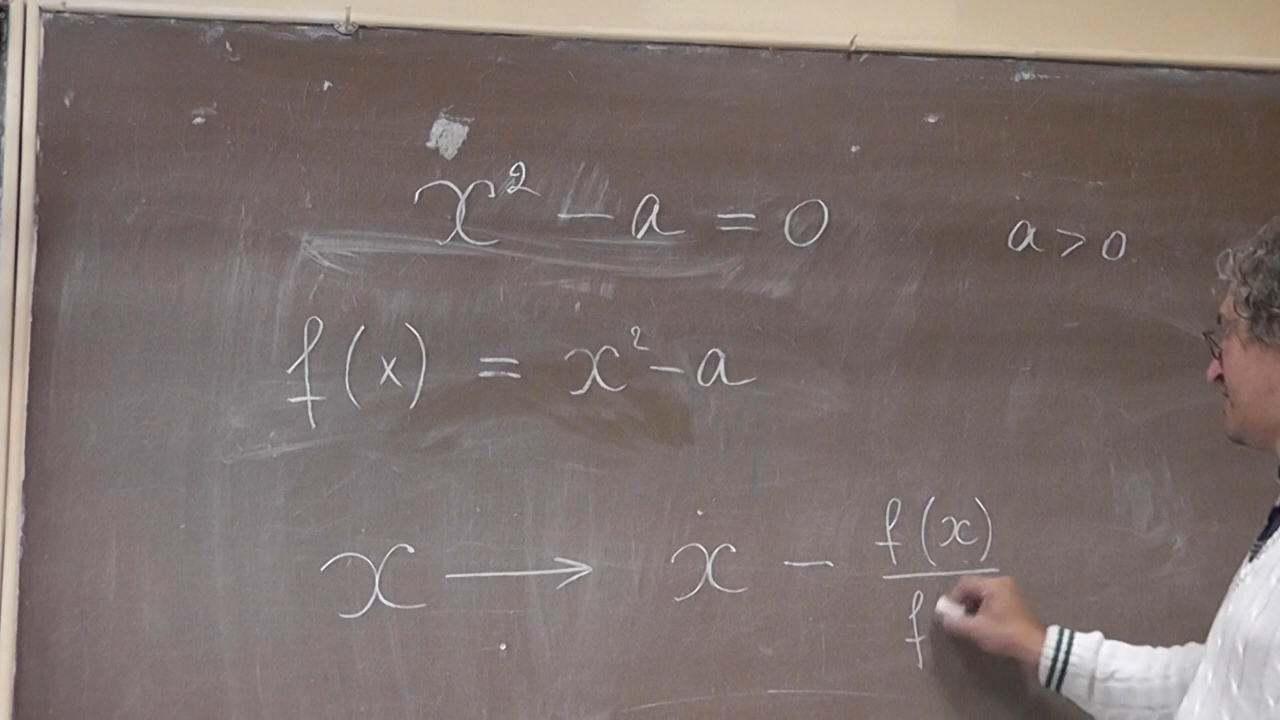 x² − a = 0 a > 0
f(x) = x² − a
x ⟶ x − f(x)/f